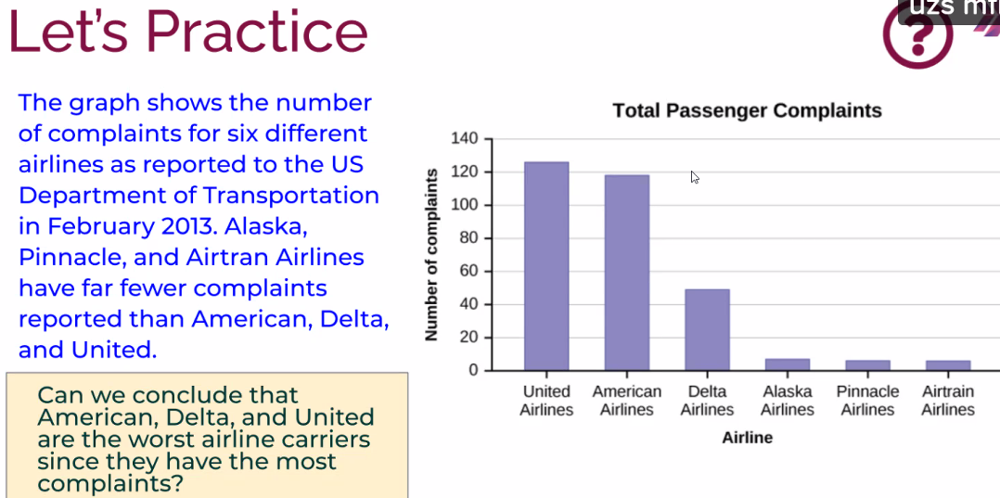 Let's Practice
The graph shows the number
of complaints for six different
airlines as reported to the US
Department of Transportation
in February 2013. Alaska,
Pinnacle, and Airtran Airlines
have far fewer complaints
reported than American, Delta,
and United.
Can we conclude that
American, Delta, and United
are the worst airline carriers
since they have the most
complaints?
?
Total Passenger Complaints
Number of complaints
140
120
100
80
60
40
20
0
United Airlines
American Airlines
Delta Airlines
Alaska Airlines
Pinnacle Airlines
Airtrain Airlines
Airline